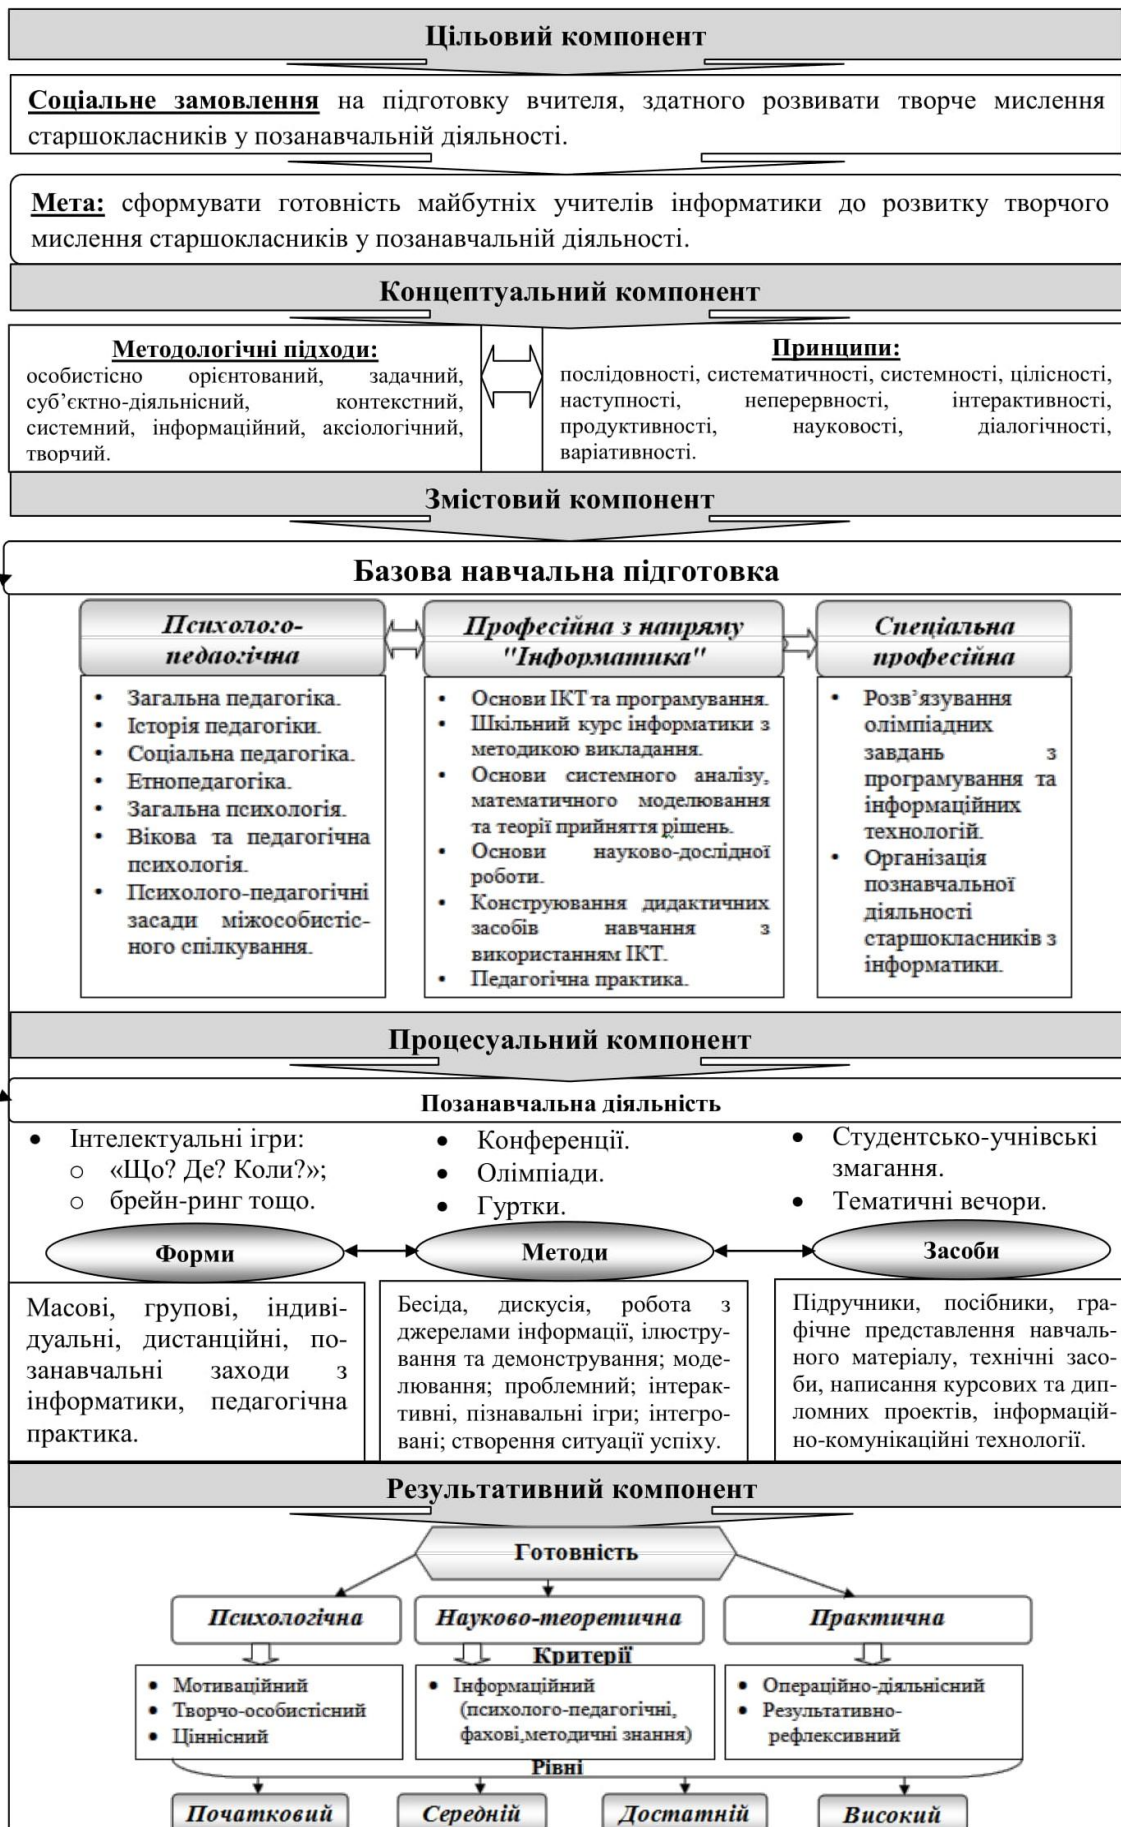 Цільовий компонент
Соціальне замовлення на підготовку вчителя, здатного розвивати творче мислення
старшокласників у позанавчальній діяльності.
Мета: сформувати готовність майбутніх учителів інформатики до розвитку творчого
мислення старшокласників у позанавчальній діяльності.
Концептуальний компонент
Методологічні підходи:
особистісно орієнтований, задачний,
суб’єктно-діяльнісний, контекстний,
системний, інформаційний, аксіологічний,
творчий.
Принципи:
послідовності, систематичності, системності, цілісності,
наступності, неперервності, інтерактивності,
продуктивності, науковості, діалогічності,
варіативності.
Змістовий компонент
Базова навчальна підготовка
Психолого-
педаогічна
• Загальна педагогіка.
• Історія педагогіки.
• Соціальна педагогіка.
• Етнопедагогіка.
• Загальна психологія.
• Вікова та педагогічна
психологія.
• Психолого-педагогічні
засади міжособистіс-
ного спілкування.
Професійна з напряму
"Інформатика"
• Основи ІКТ та програмування.
• Шкільний курс інформатики з
методикою викладання.
• Основи системного аналізу,
математичного моделювання
та теорії прийняття рішень.
• Основи науково-дослідної
роботи.
• Конструювання дидактичних
засобів навчання з
використанням ІКТ.
• Педагогічна практика.
Спеціальна
професійна
• Розв’язування
олімпіадних
завдань з
програмування та
інформаційних
технологій.
• Організація
познавчальної
діяльності
старшокласників з
інформатики.
Процесуальний компонент
Позанавчальна діяльність
• Інтелектуальні ігри:
o «Що? Де? Коли?»;
o брейн-ринг тощо.
• Конференції.
• Олімпіади.
• Гуртки.
• Студентсько-учнівські
змагання.
• Тематичні вечори.
Форми
Методи
Засоби
Масові, групові, індиві-
дуальні, дистанційні, по-
занавчальні заходи з
інформатики, педагогічна
практика.
Бесіда, дискусія, робота з
джерелами інформації, ілюстру-
вання та демонстрування; моде-
лювання; проблемний; інтерак-
тивні, пізнавальні ігри; інтегро-
вані; створення ситуації успіху.
Підручники, посібники, гра-
фічне представлення навчаль-
ного матеріалу, технічні засо-
би, написання курсових та дип-
ломних проектів, інформацій-
но-комунікаційні технології.
Результативний компонент
Готовність
Психологічна
Науково-теоретична
Практична
Критерії
• Мотиваційний
• Творчо-особистісний
• Ціннісний
• Інформаційний
(психолого-педагогічні,
фахові,методичні знання)
• Операційно-діяльнісний
• Результативно-
рефлексивний
Рівні
Початковий
Середній
Достатній
Високий